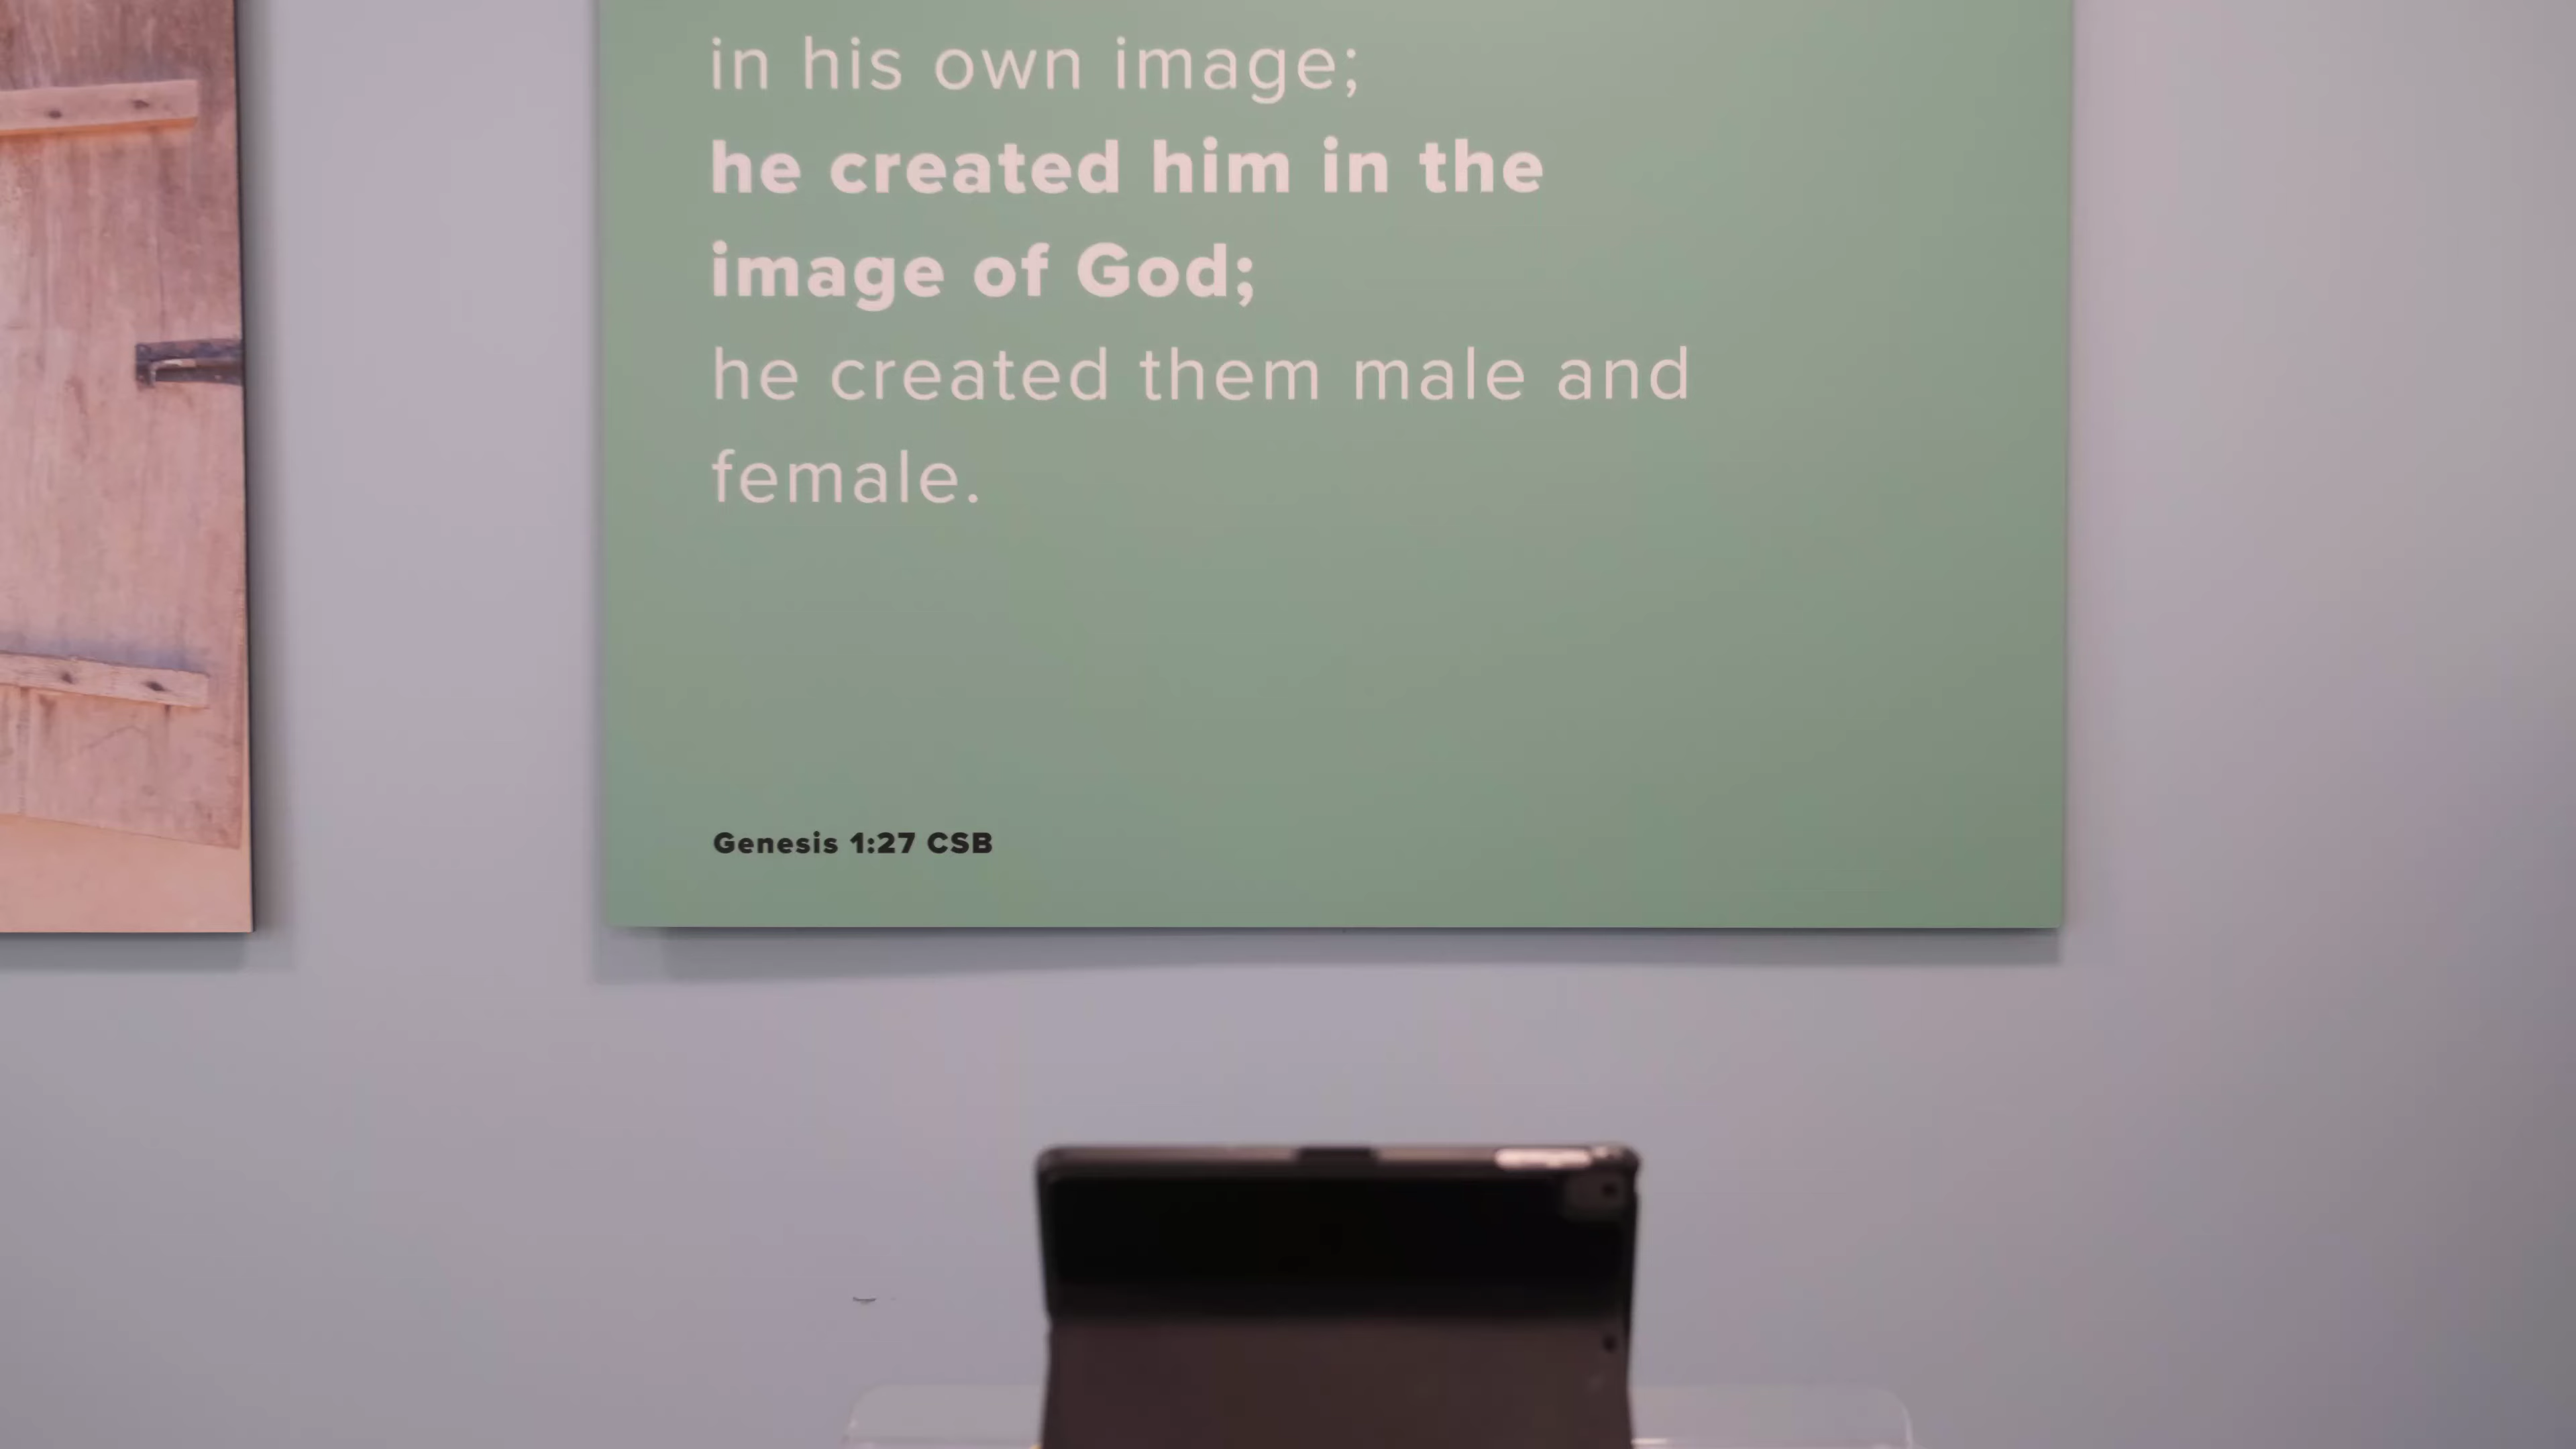 in his own image;
he created him in the
image of God;
he created them male and
female.
Genesis 1:27 CSB